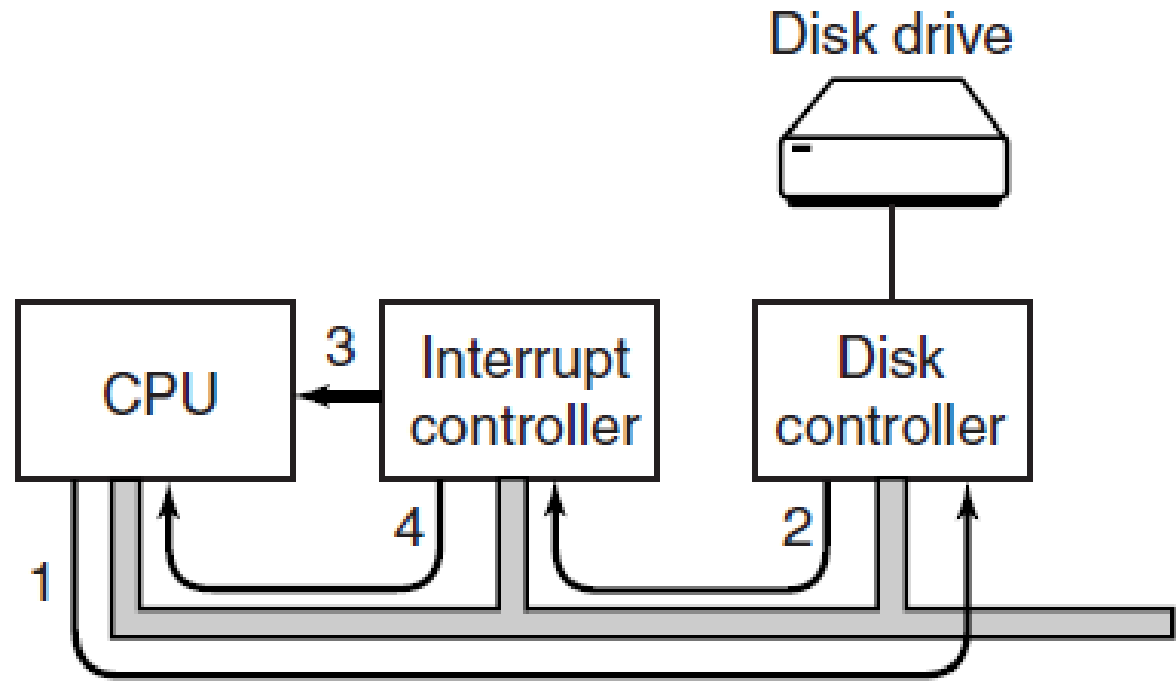 Disk drive
CPU
3
Interrupt
controller
Disk
controller
1
4
2